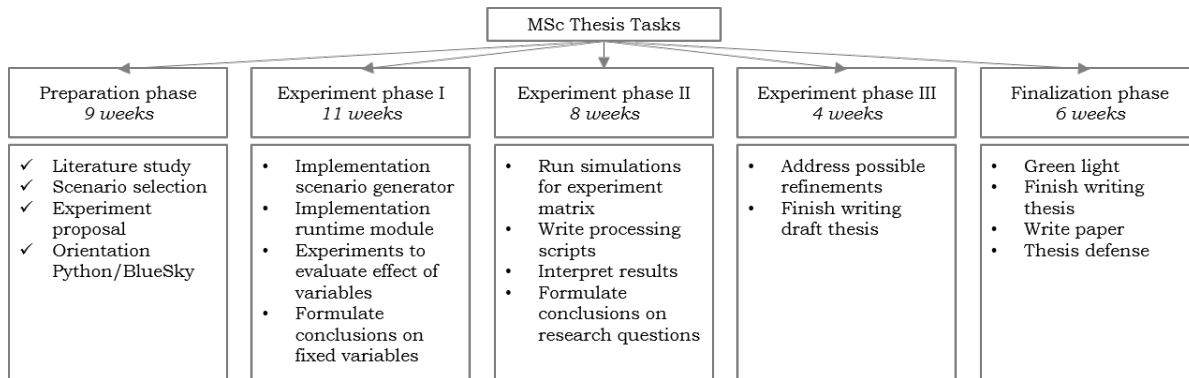 MSc Thesis Tasks
Preparation phase
9 weeks
✓ Literature study
✓ Scenario selection
✓ Experiment
proposal
✓ Orientation
Python/BlueSky
Experiment phase I
11 weeks
• Implementation
scenario generator
• Implementation
runtime module
• Experiments to
evaluate effect of
variables
• Formulate
conclusions on
fixed variables
Experiment phase II
8 weeks
• Run simulations
for experiment
matrix
• Write processing
scripts
• Interpret results
• Formulate
conclusions on
research questions
Experiment phase III
4 weeks
• Address possible
refinements
• Finish writing
draft thesis
Finalization phase
6 weeks
• Green light
• Finish writing
thesis
• Write paper
• Thesis defense